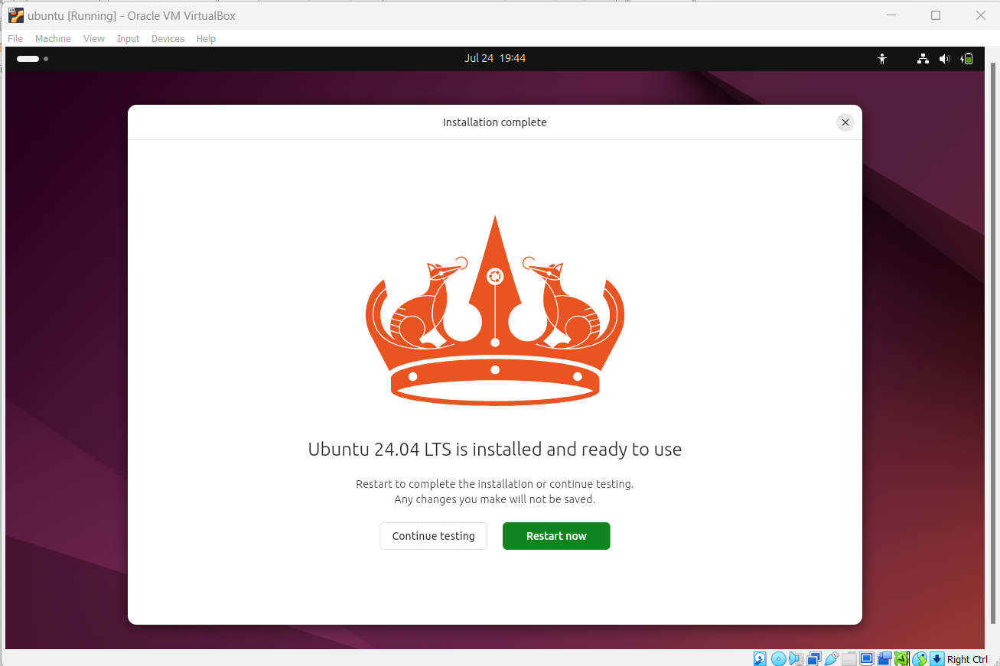 ubuntu [Running] - Oracle VM VirtualBox
File Machine View Input Devices Help
Jul 24 19:44
Installation complete
Ubuntu 24.04 LTS is installed and ready to use
Restart to complete the installation or continue testing.
Any changes you make will not be saved.
Continue testing Restart now
Right Ctrl